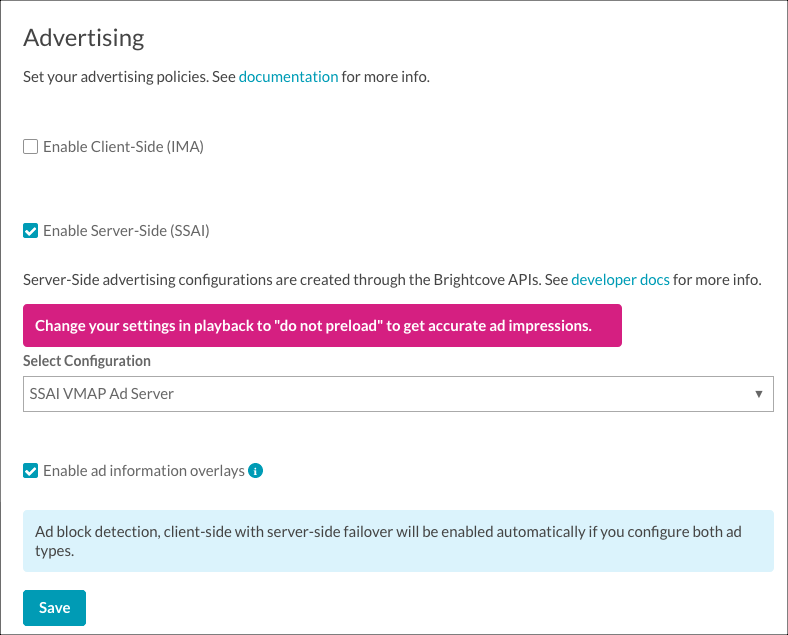 Advertising
Set your advertising policies. See documentation for more info.
Enable Client-Side (IMA)
Enable Server-Side (SSAI)
Server-Side advertising configurations are created through the Brightcove APIs. See developer docs for more info.
Change your settings in playback to "do not preload" to get accurate ad impressions.
Select Configuration
SSAI VMAP Ad Server
Enable ad information overlays
Ad block detection, client-side with server-side failover will be enabled automatically if you configure both ad
types.
Save